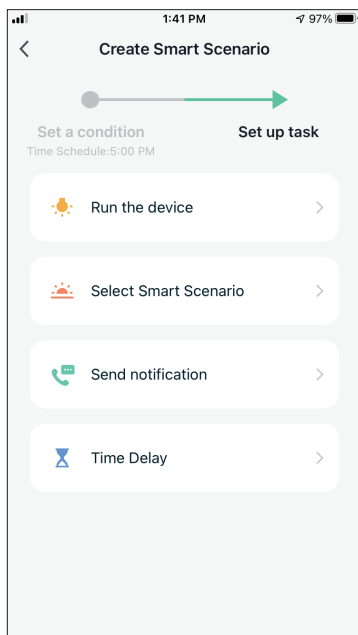 1:41 PM
97%
Create Smart Scenario
Set a condition
Set up task
Time Schedule:5:00 PM
Run the device
Select Smart Scenario
Send notification
Time Delay